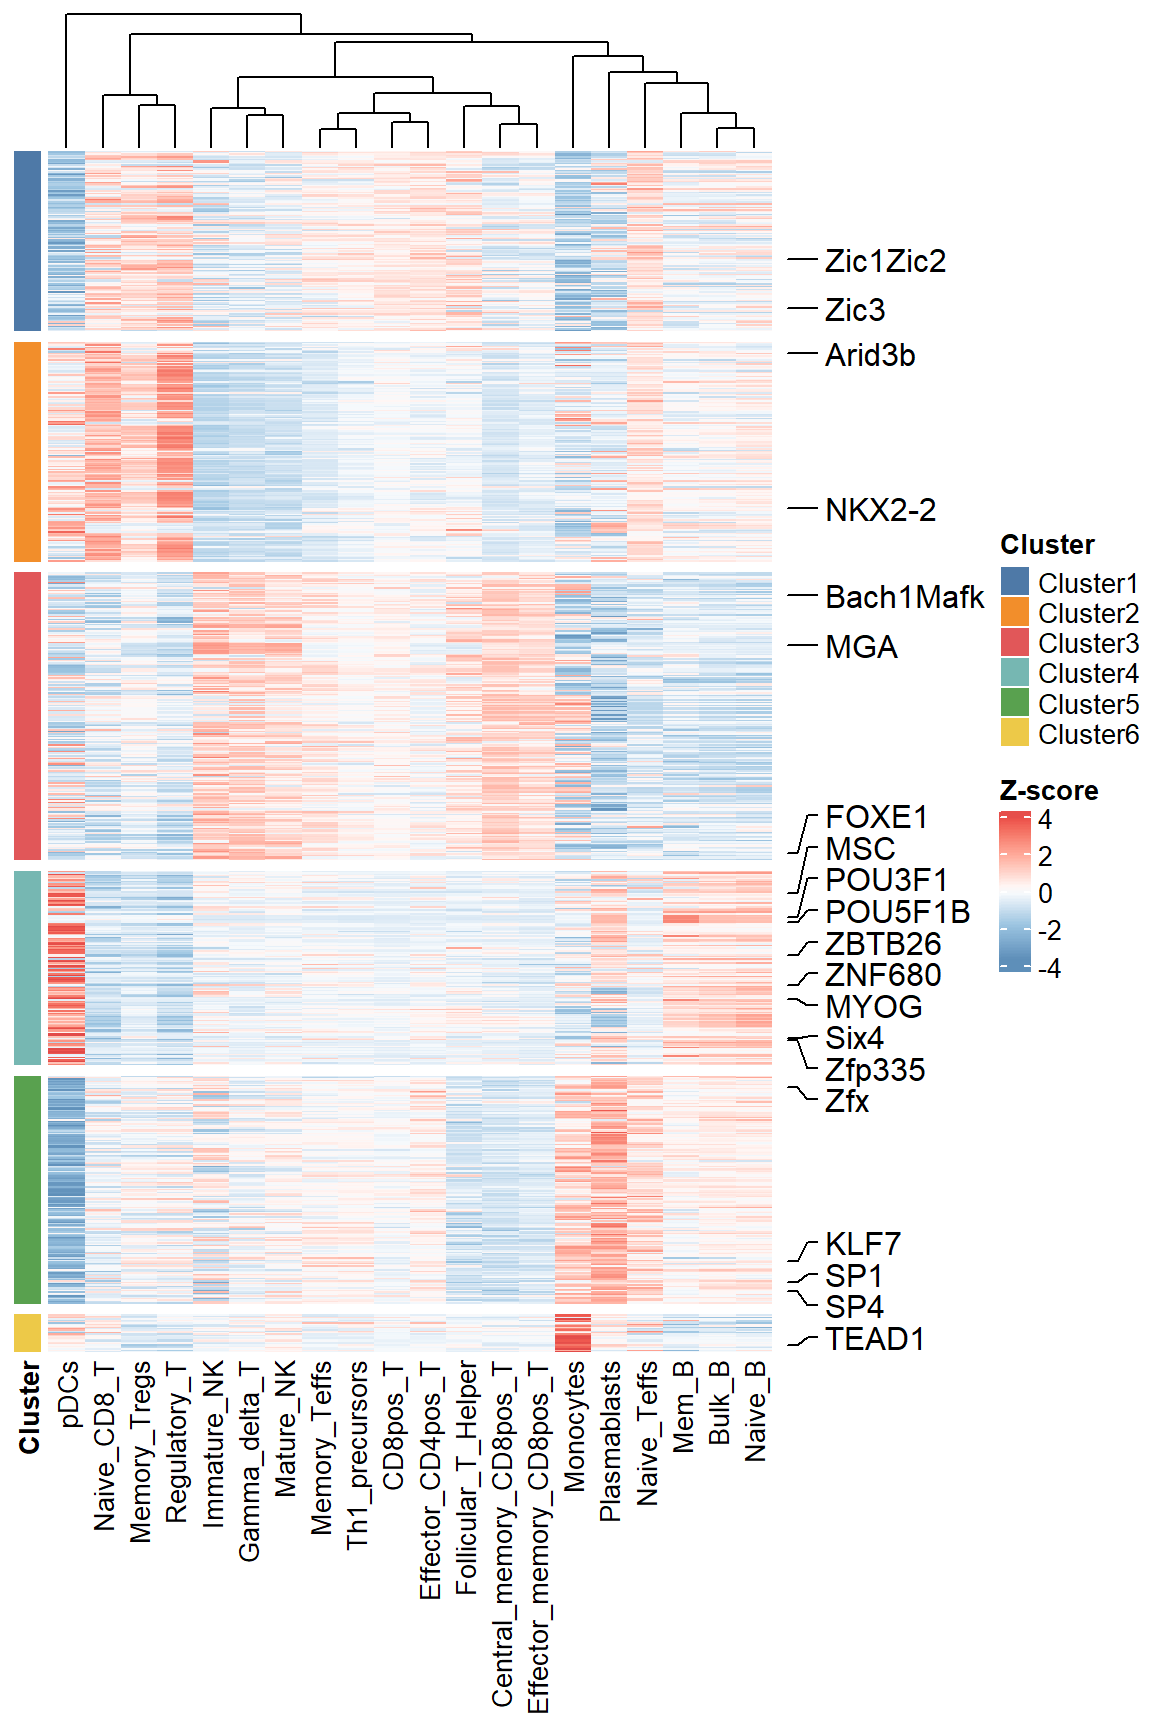 Zic1Zic2
Zic3
Arid3b
NKX2-2
Bach1Mafk
MGA
FOXE1
MSC
POU3F1
POU5F1B
ZBTB26
ZNF680
MYOG
Six4
Zfp335
Zfx
KLF7
SP1
SP4
TEAD1
Cluster
Cluster1
Cluster2
Cluster3
Cluster4
Cluster5
Cluster6
Z-score
4
2
0
-2
-4
Cluster
pDCs
Naive_CD8_T
Memory_Tregs
Regulatory_T
Immature_NK
Gamma_delta_T
Mature_NK
Memory_Teffs
Th1_precursors
CD8pos_T
Effector_CD4pos_T
Follicular_T_Helper
Central_memory_CD8pos_T
Effector_memory_CD8pos_T
Monocytes
Plasmablasts
Naive_Teffs
Mem_B
Bulk_B
Naive_B